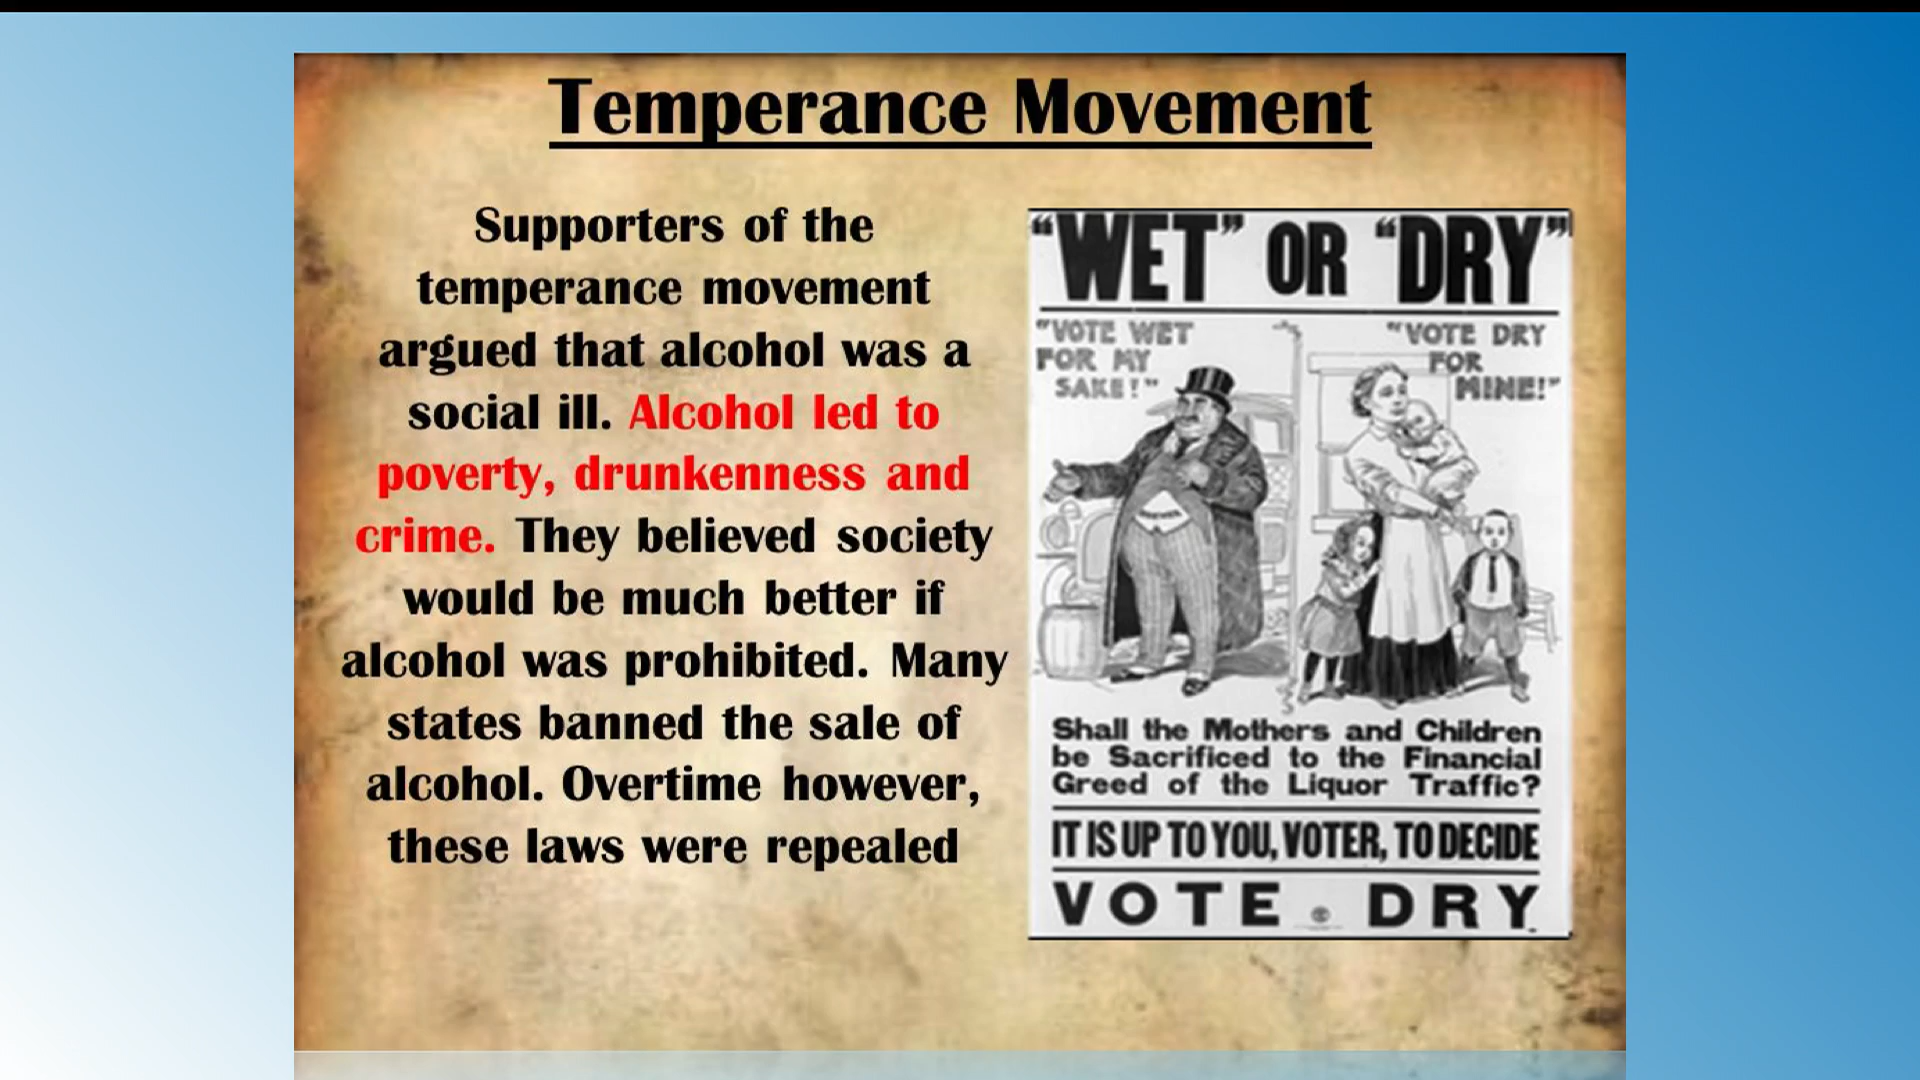 Temperance Movement
Supporters of the
temperance movement
argued that alcohol was a
social ill. Alcohol led to
poverty, drunkenness and
crime. They believed society
would be much better if
alcohol was prohibited. Many
states banned the sale of
alcohol. Overtime however,
these laws were repealed
"WET" OR "DRY"
"VOTE WET
FOR MY
SAKE!"
"VOTE DRY
FOR
MINE!"
Shall the Mothers and Children
be Sacrificed to the Financial
Greed of the Liquor Traffic?
IT IS UP TO YOU, VOTER, TO DECIDE
VOTE DRY